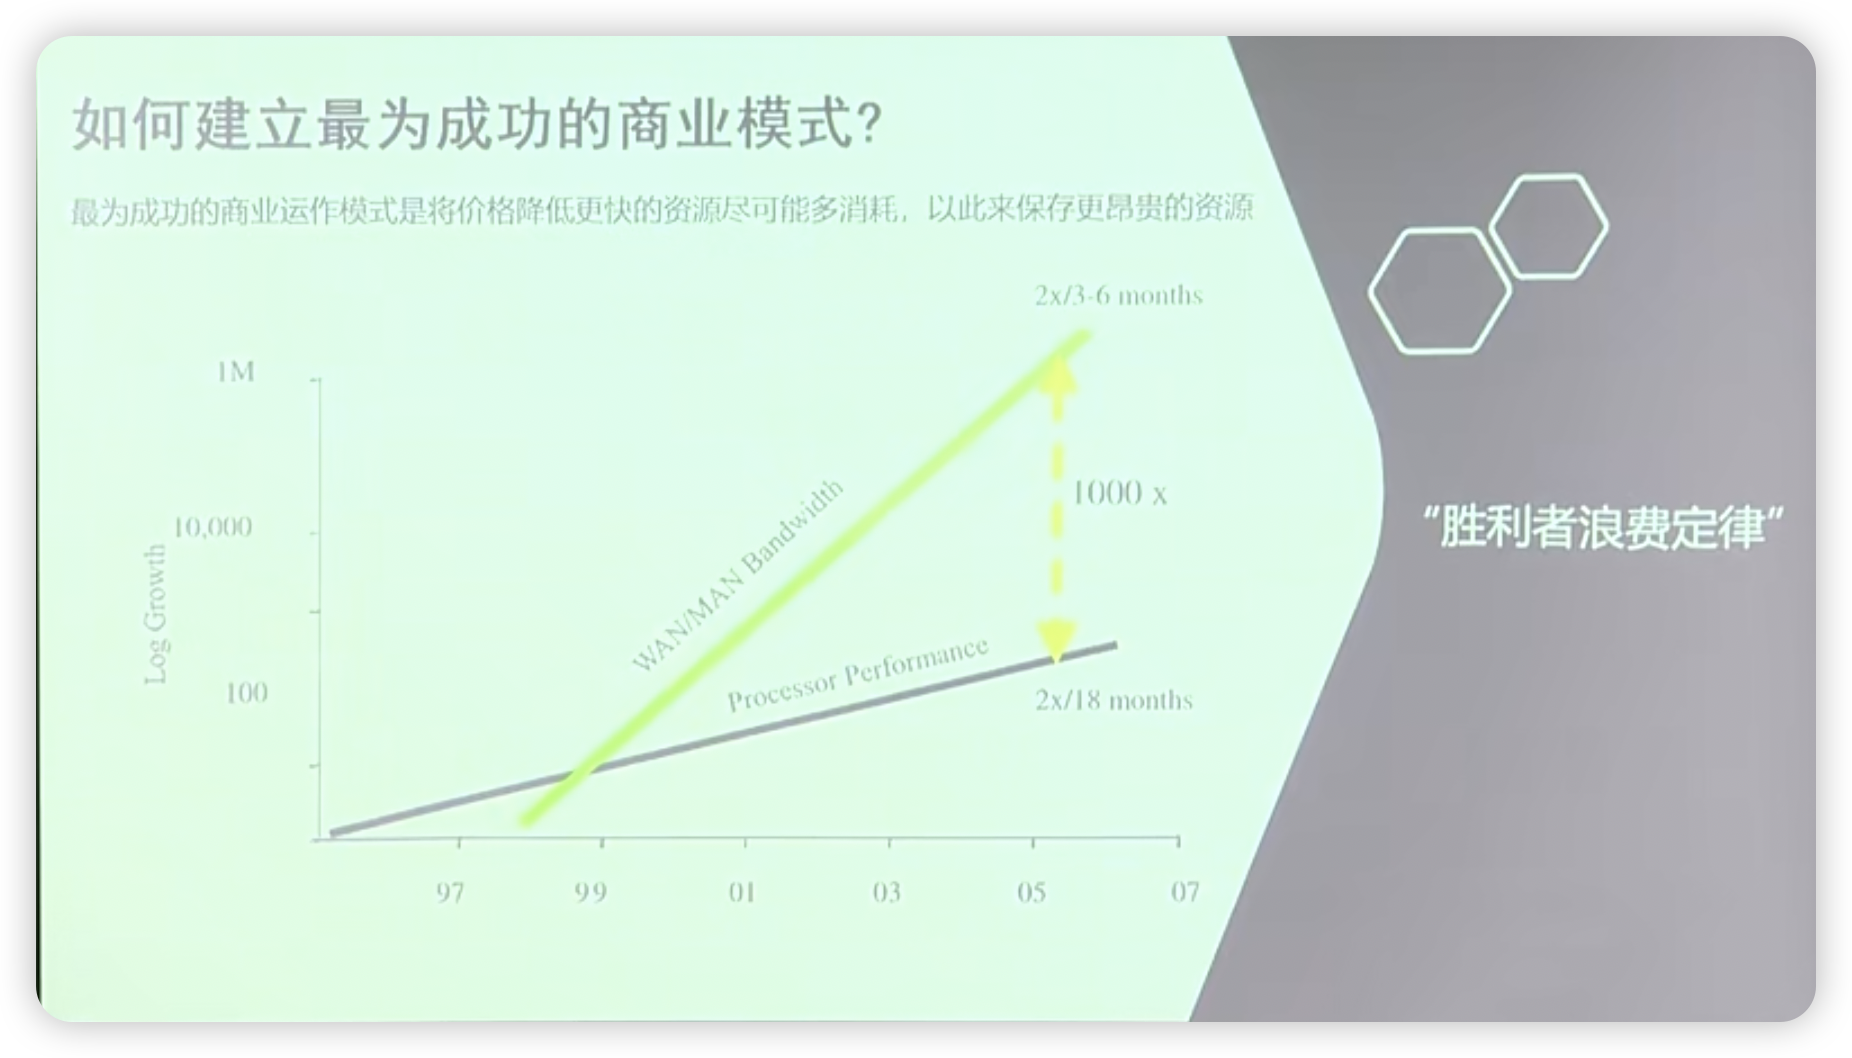 如何建立最为成功的商业模式?
最为成功的商业运作模式是将价格降低更快的资源尽可能多消耗，以此来保存更昂贵的资源
2x/3-6 months
1M
1000 x
“胜利者浪费定律”
10,000
WAN/MAN Bandwidth
Log Growth
Processor Performance
100
2x/18 months
97
99
01
03
05
07